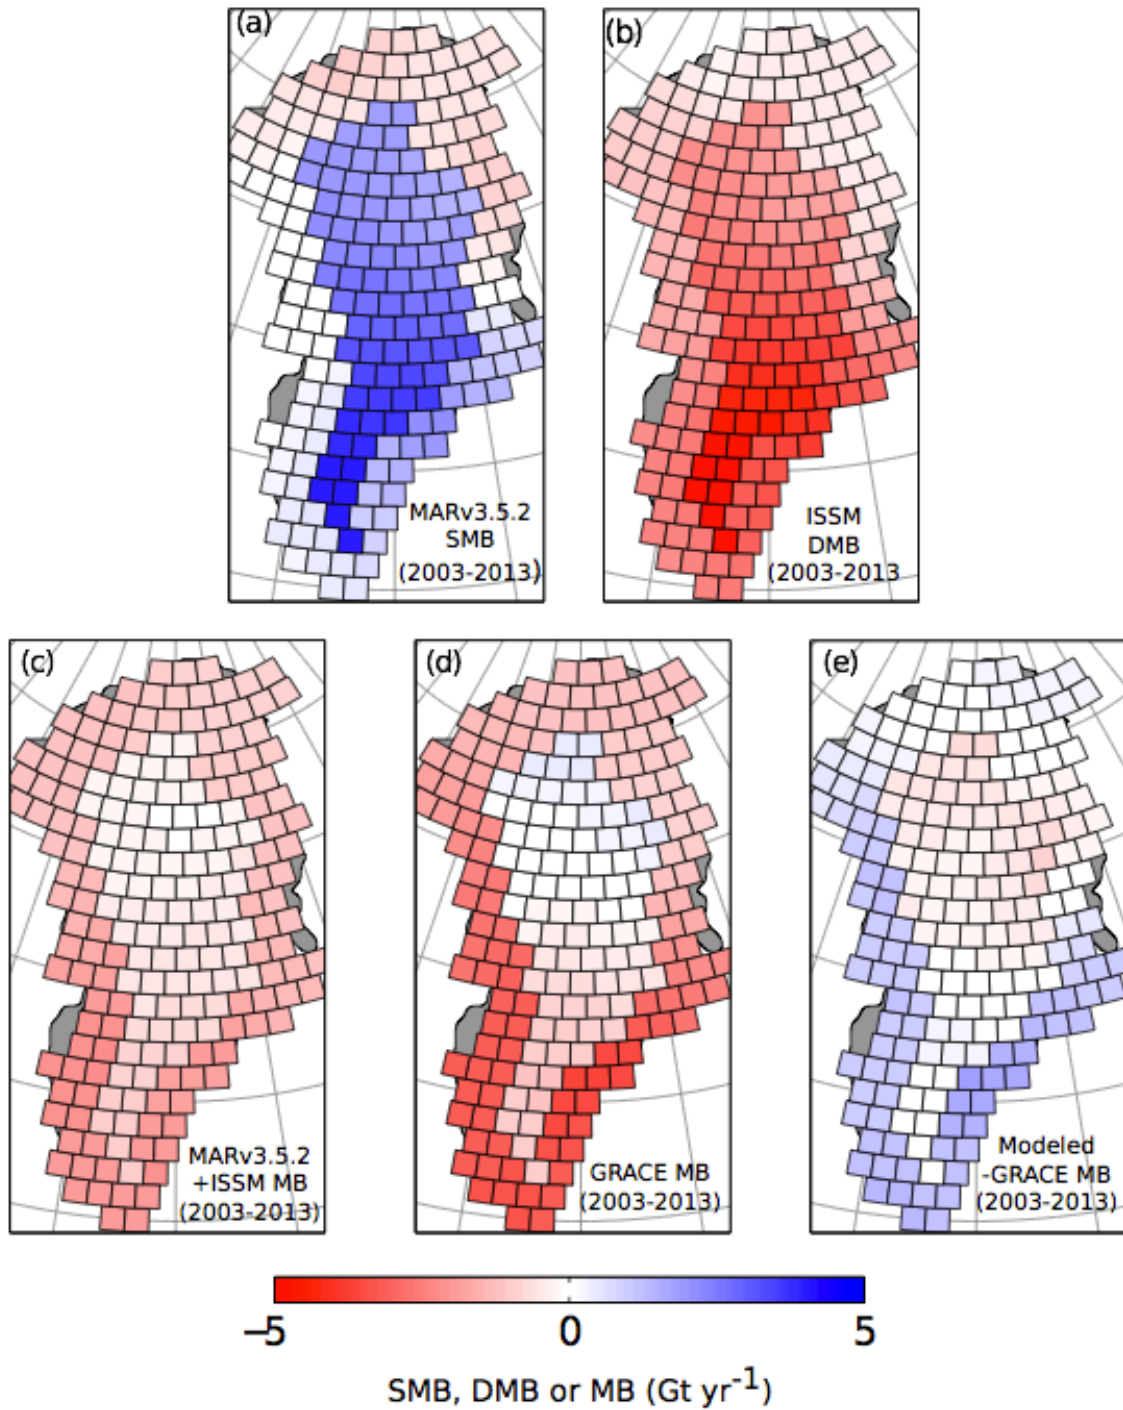 (a)
MARv3.5.2
SMB
(2003-2013)
(b)
ISSM
DMB
(2003-2013
(c)
MARv3.5.2
+ISSM MB
(2003-2013)
(d)
GRACE MB
(2003-2013)
(e)
Modeled
-GRACE MB
(2003-2013)
−5 0 5
SMB, DMB or MB (Gt yr⁻¹)